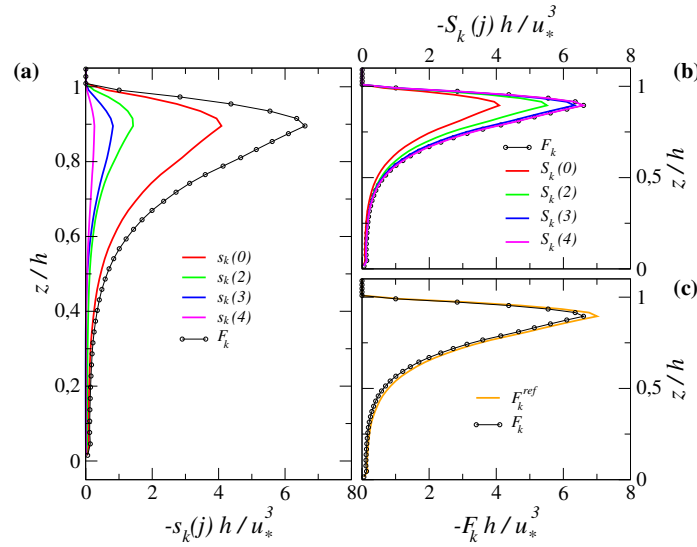 -S_k (j) h / u_*^3
0 2 4 6 8
(a)
(b)
1
0,8
0,6
0,4
0,2
0
z / h
s_k(0)
s_k(2)
s_k(3)
s_k(4)
F_k
0 2 4 6 8
-s_k(j) h / u_*^3
F_k
S_k(0)
S_k(2)
S_k(3)
S_k(4)
1
0,5
0
z / h
(c)
F_k^ref
F_k
1
0,5
0
z / h
0 2 4 6 8
-F_k h / u_*^3